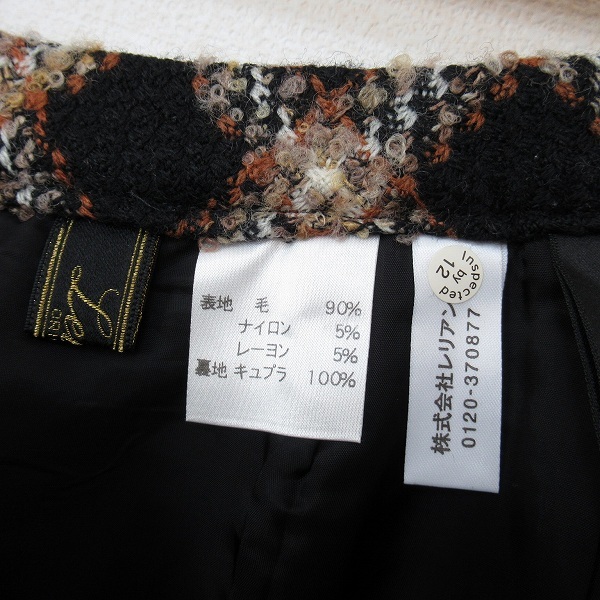 表地 毛 90%
ナイロン 5%
レーヨン 5%
裏地 キュプラ 100%
株式会社レリアン
0120-370877
Inspected
by
12